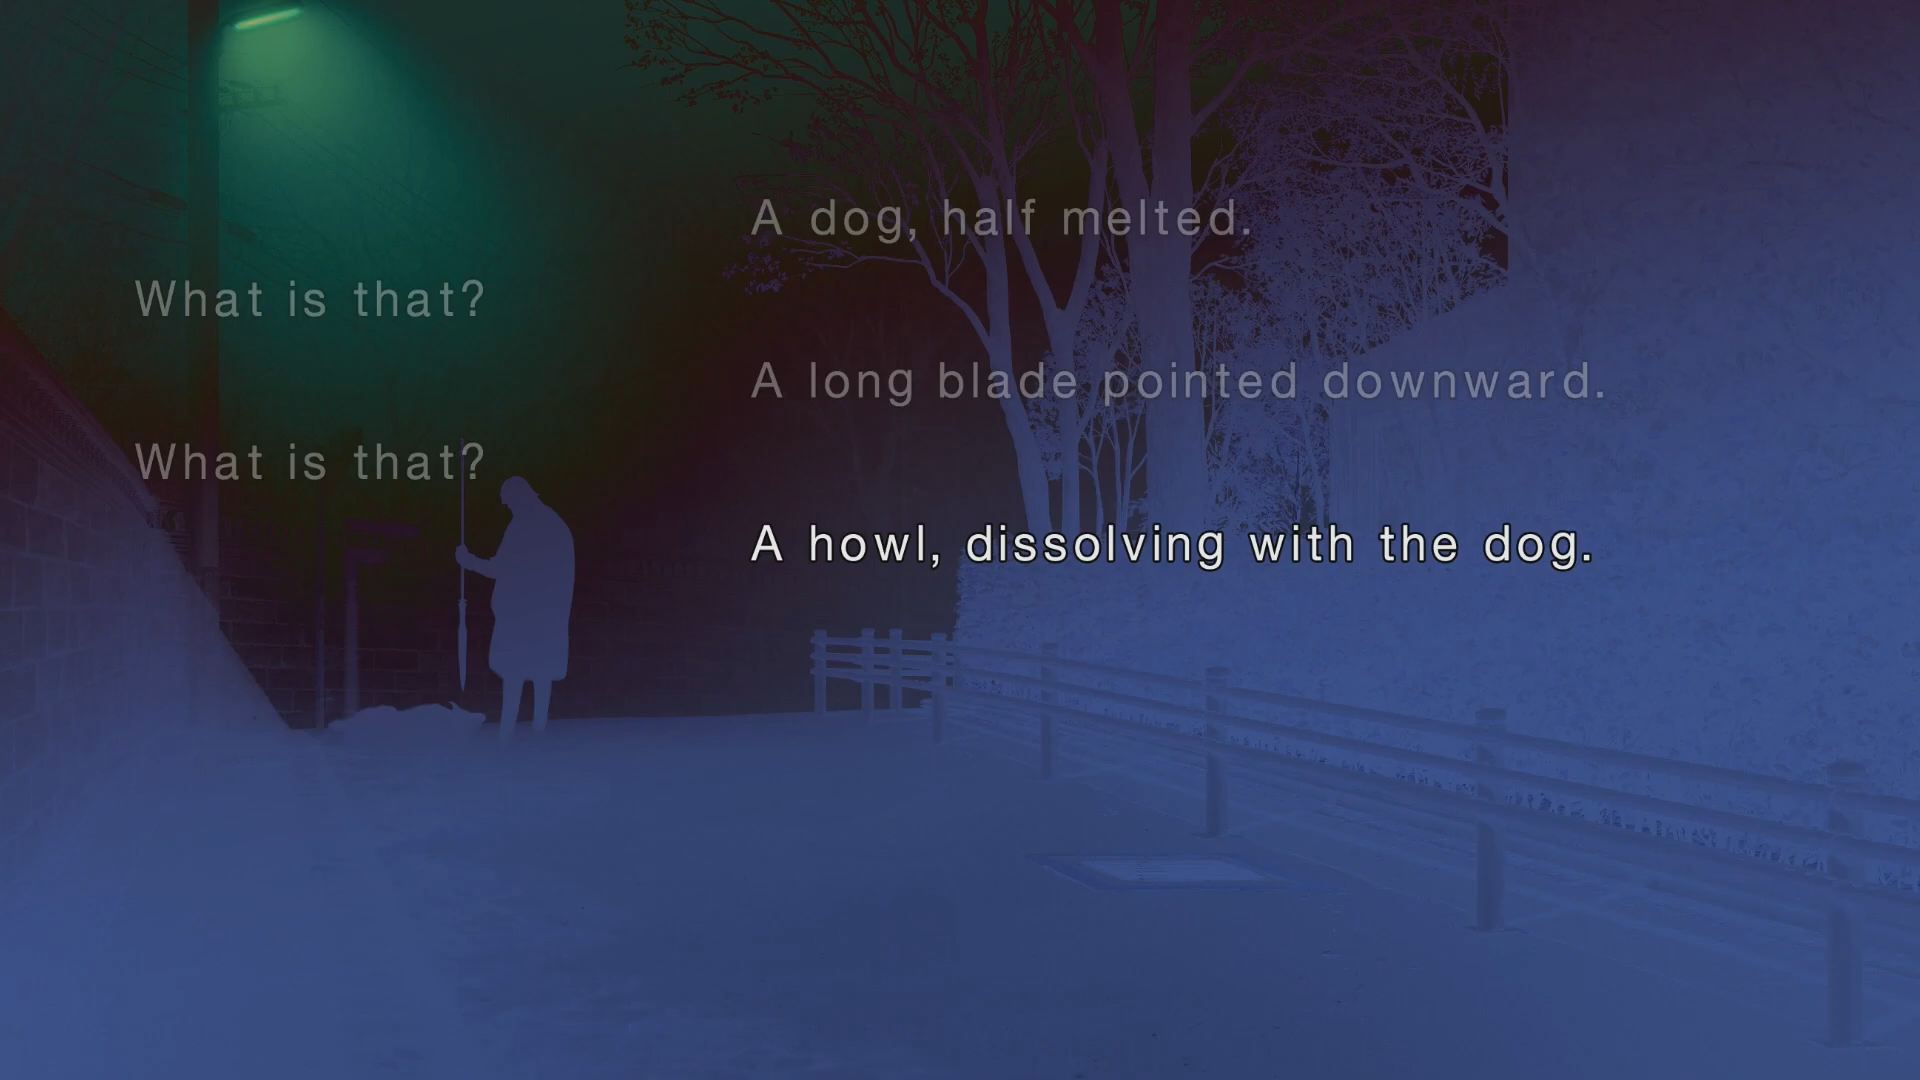 A dog, half melted.
What is that?
A long blade pointed downward.
What is that?
A howl, dissolving with the dog.